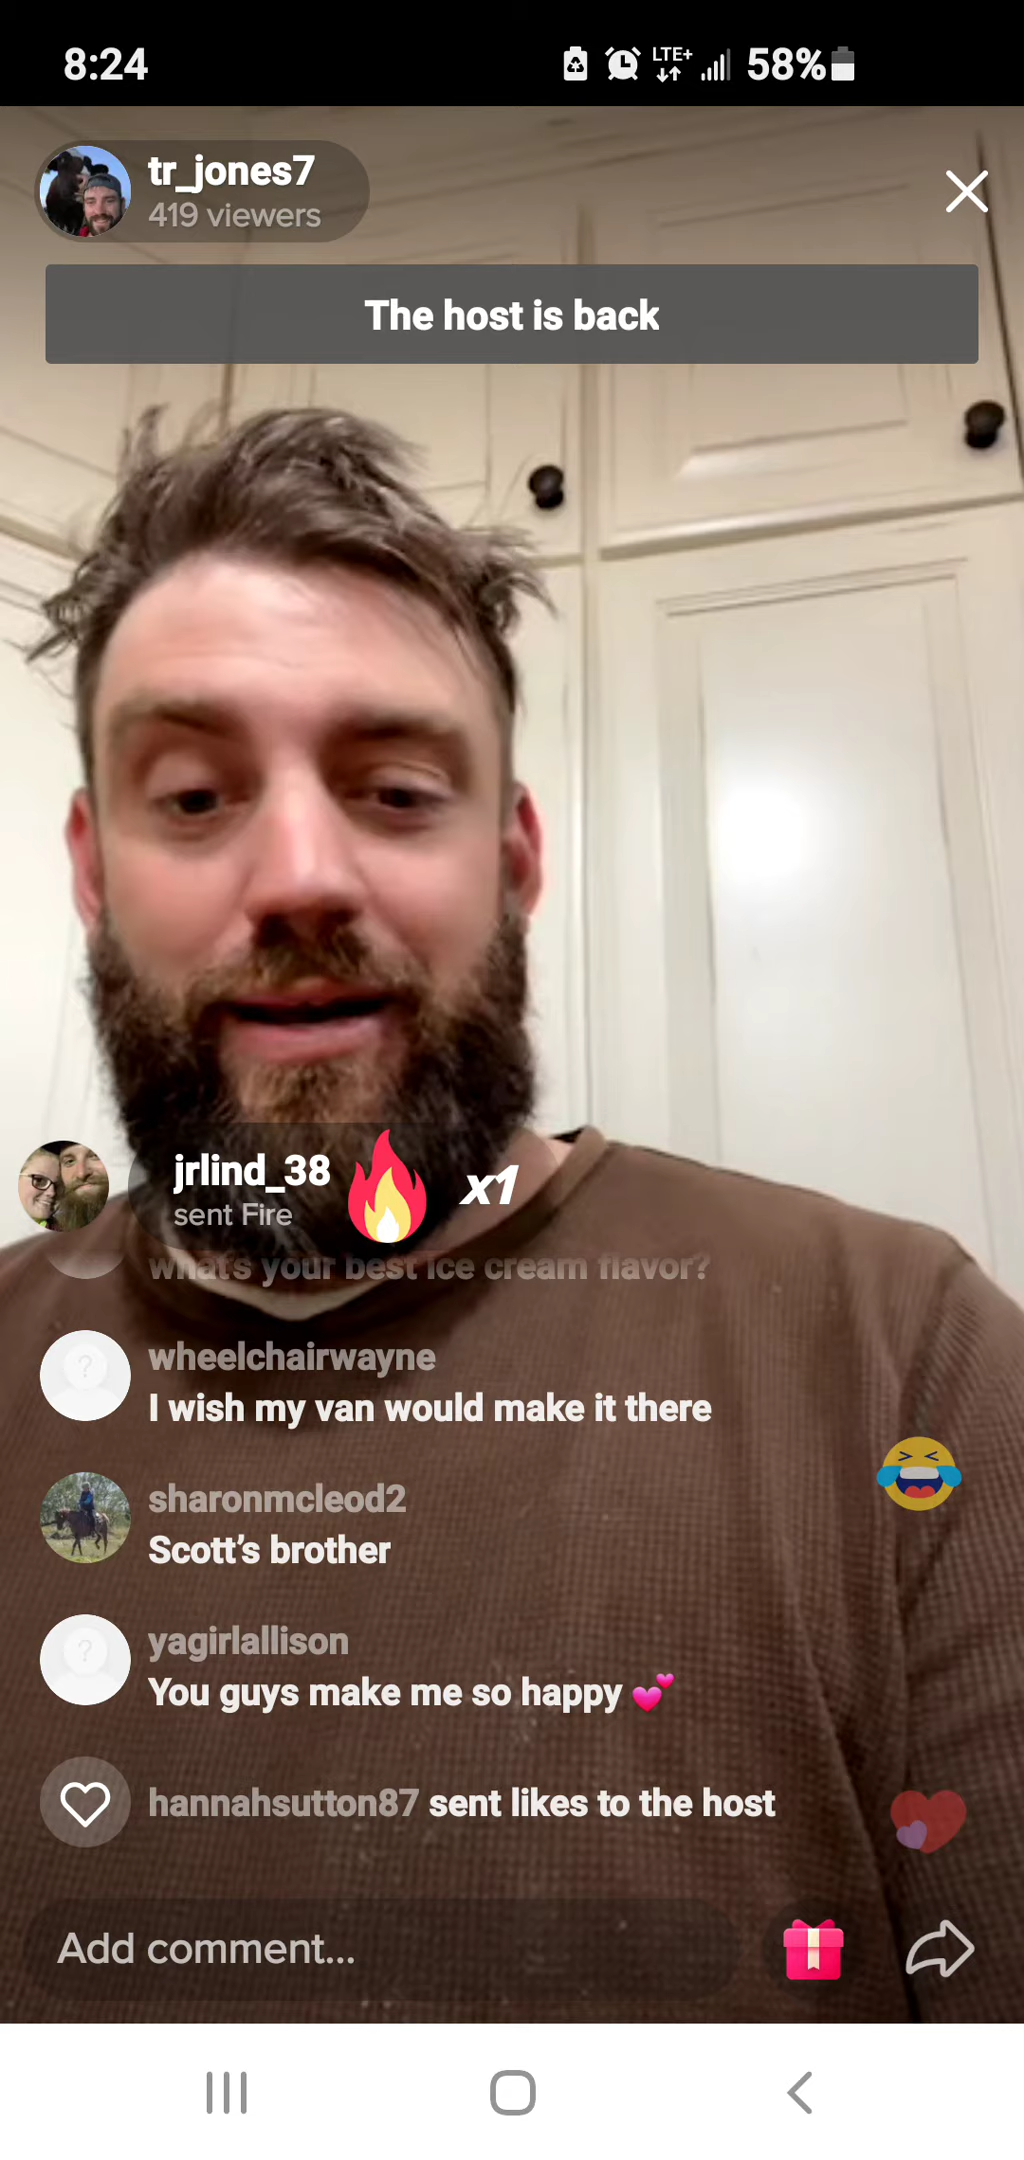 8:24
LTE+ 58%
tr_jones7
419 viewers
The host is back
jrlind_38
sent Fire
x1
what's your best ice cream flavor?
wheelchairwayne
I wish my van would make it there
sharonmcleod2
Scott's brother
yagirlallison
You guys make me so happy 💕
hannahsutton87 sent likes to the host
Add comment...